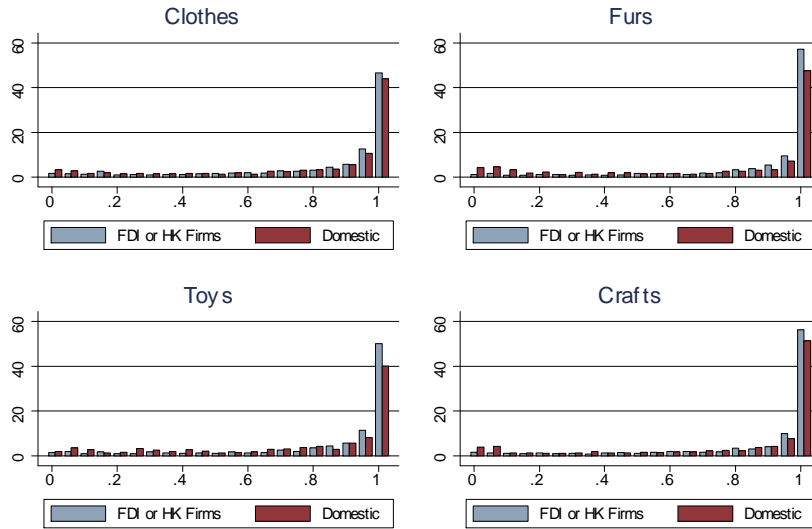 Clothes
Furs
60
40
20
0
0 .2 .4 .6 .8 1
FDI or HK Firms Domestic
60
40
20
0
0 .2 .4 .6 .8 1
FDI or HK Firms Domestic
Toys
Crafts
60
40
20
0
0 .2 .4 .6 .8 1
FDI or HK Firms Domestic
60
40
20
0
0 .2 .4 .6 .8 1
FDI or HK Firms Domestic